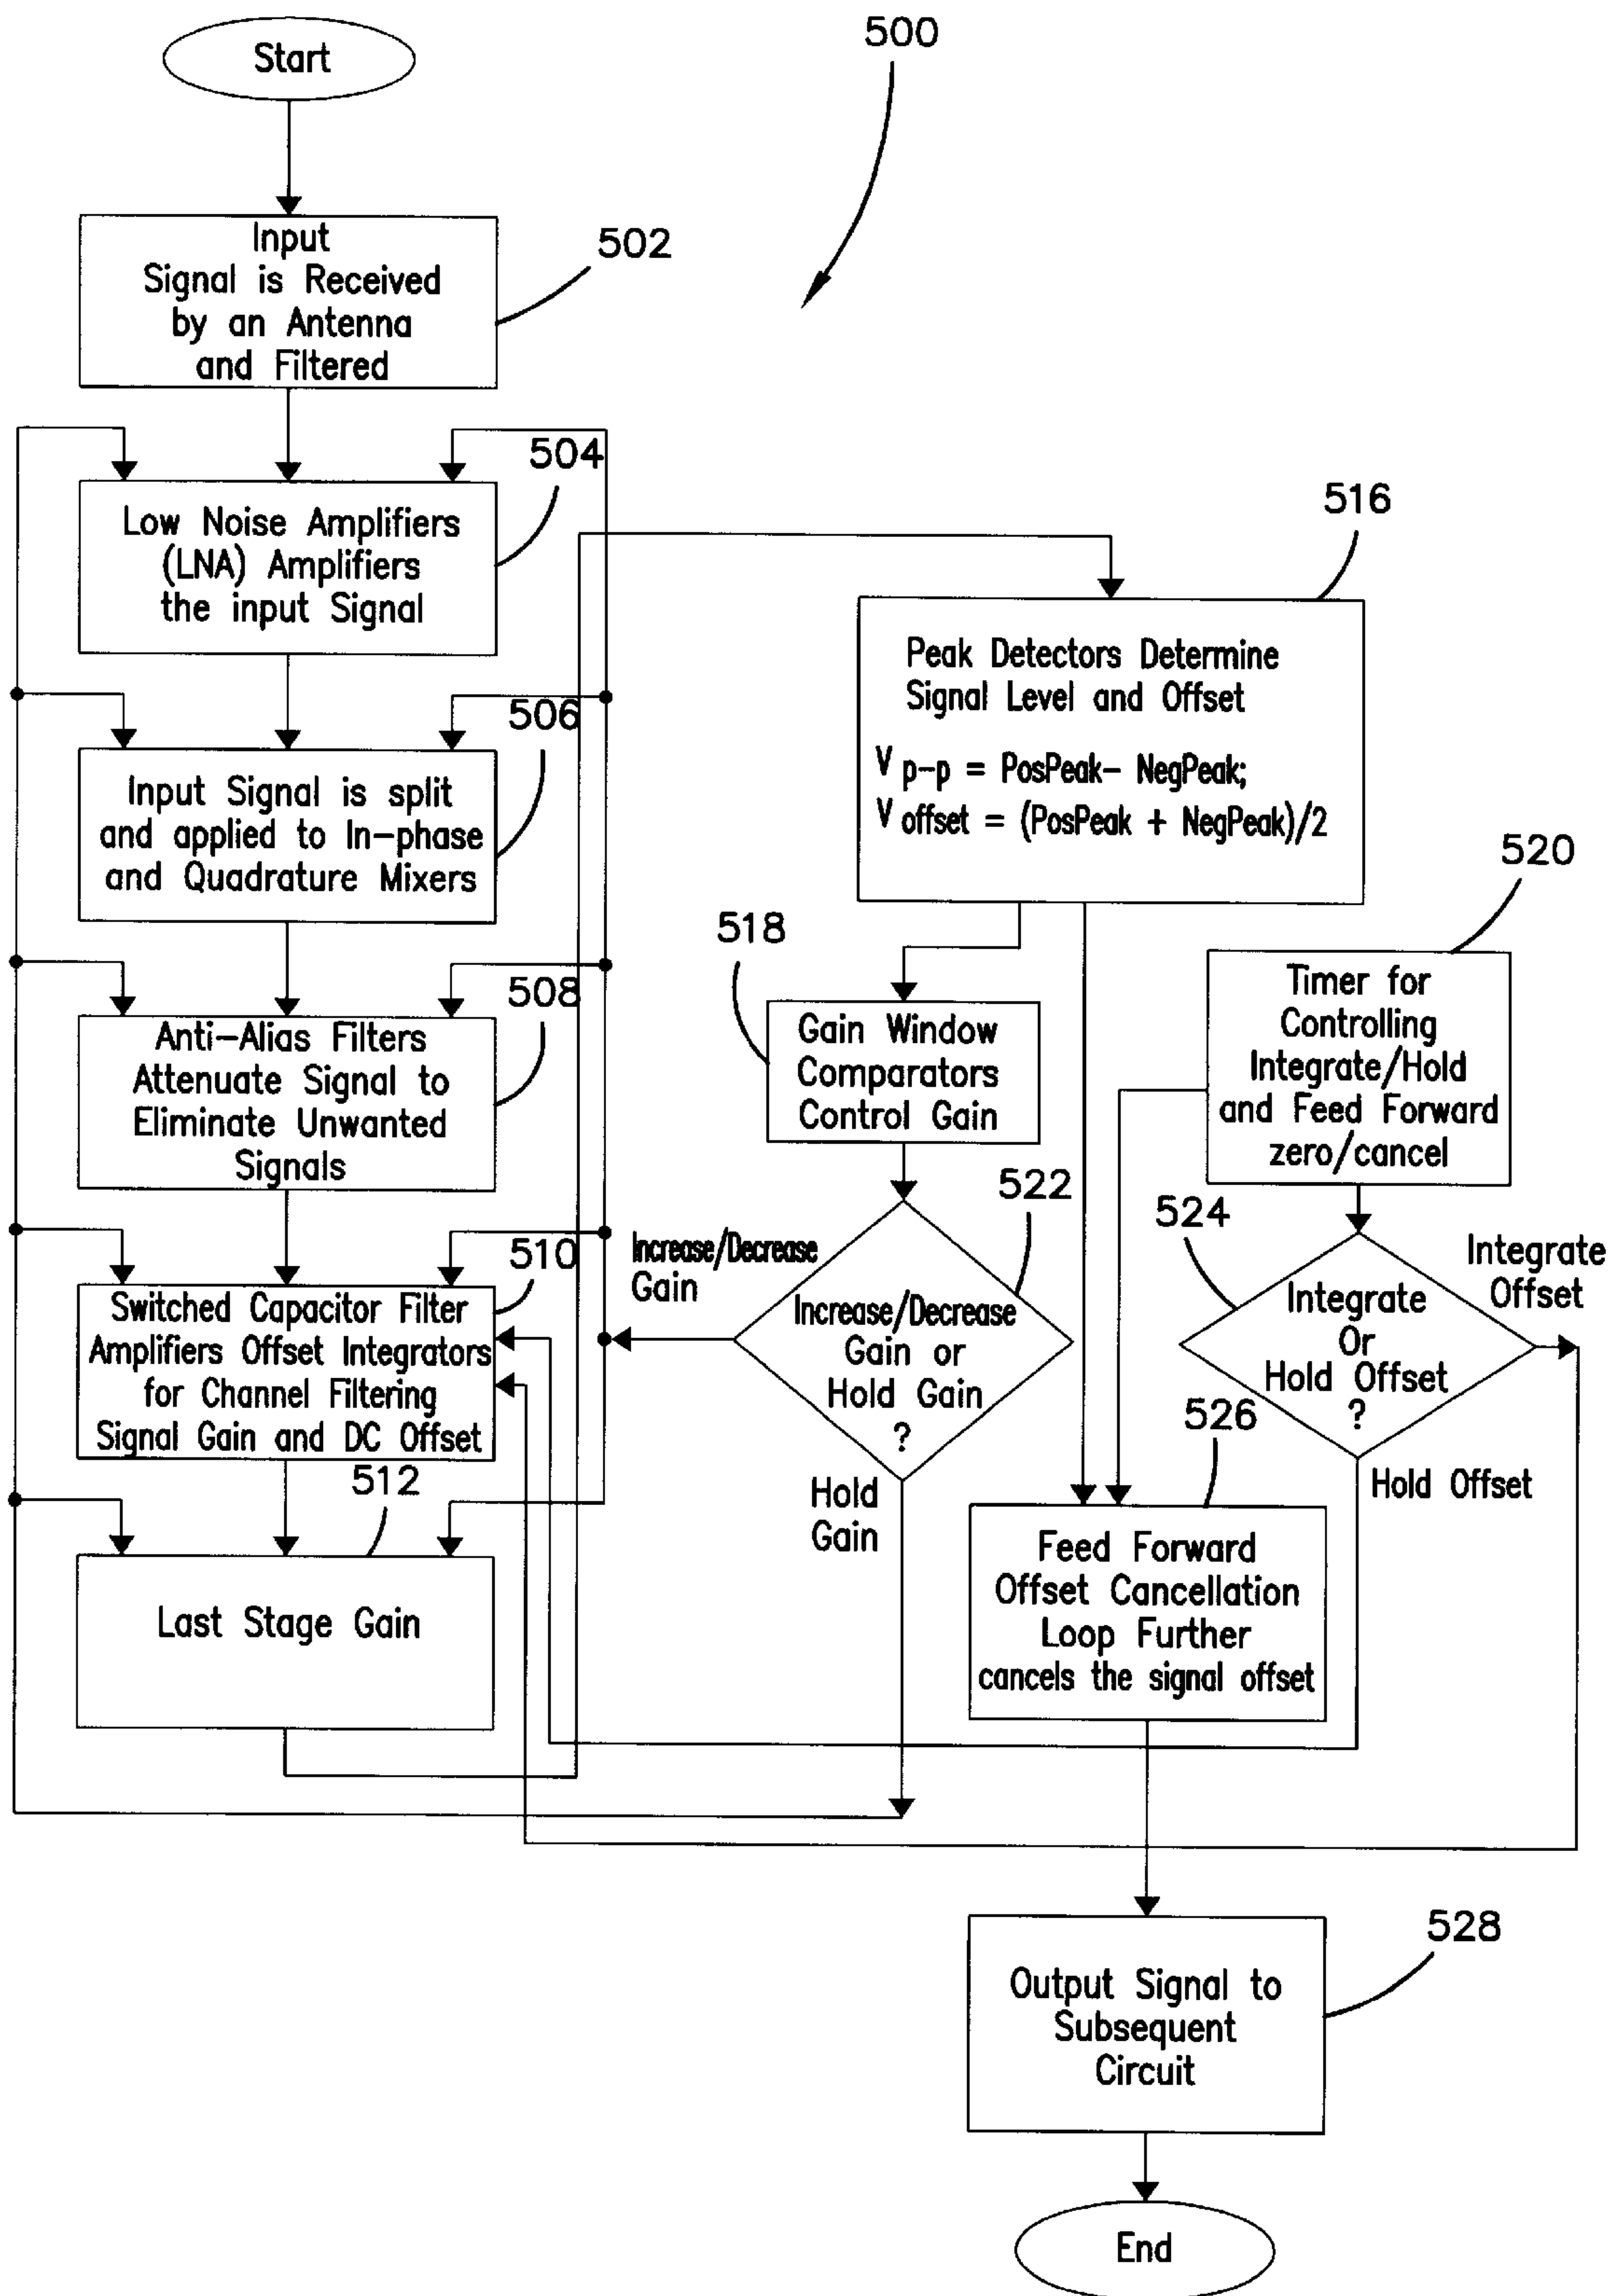 Start
500
Input
Signal is Received
by an Antenna
and Filtered
502
504
Low Noise Amplifiers
(LNA) Amplifiers
the input Signal
506
Input Signal is split
and applied to In-phase
and Quadrature Mixers
508
Anti-Alias Filters
Attenuate Signal to
Eliminate Unwanted
Signals
510
Switched Capacitor Filter
Amplifiers Offset Integrators
for Channel Filtering
Signal Gain and DC Offset
512
Last Stage Gain
516
Peak Detectors Determine
Signal Level and Offset
V p-p = PosPeak- NegPeak;
V offset = (PosPeak + NegPeak)/2
518
Gain Window
Comparators
Control Gain
520
Timer for
Controlling
Integrate/Hold
and Feed Forward
zero/cancel
522
Increase/Decrease
Gain
Increase/Decrease
Gain or
Hold Gain
?
Hold
Gain
524
Integrate
Or
Hold Offset
?
Integrate
Offset
Hold Offset
526
Feed Forward
Offset Cancellation
Loop Further
cancels the signal offset
528
Output Signal to
Subsequent
Circuit
End